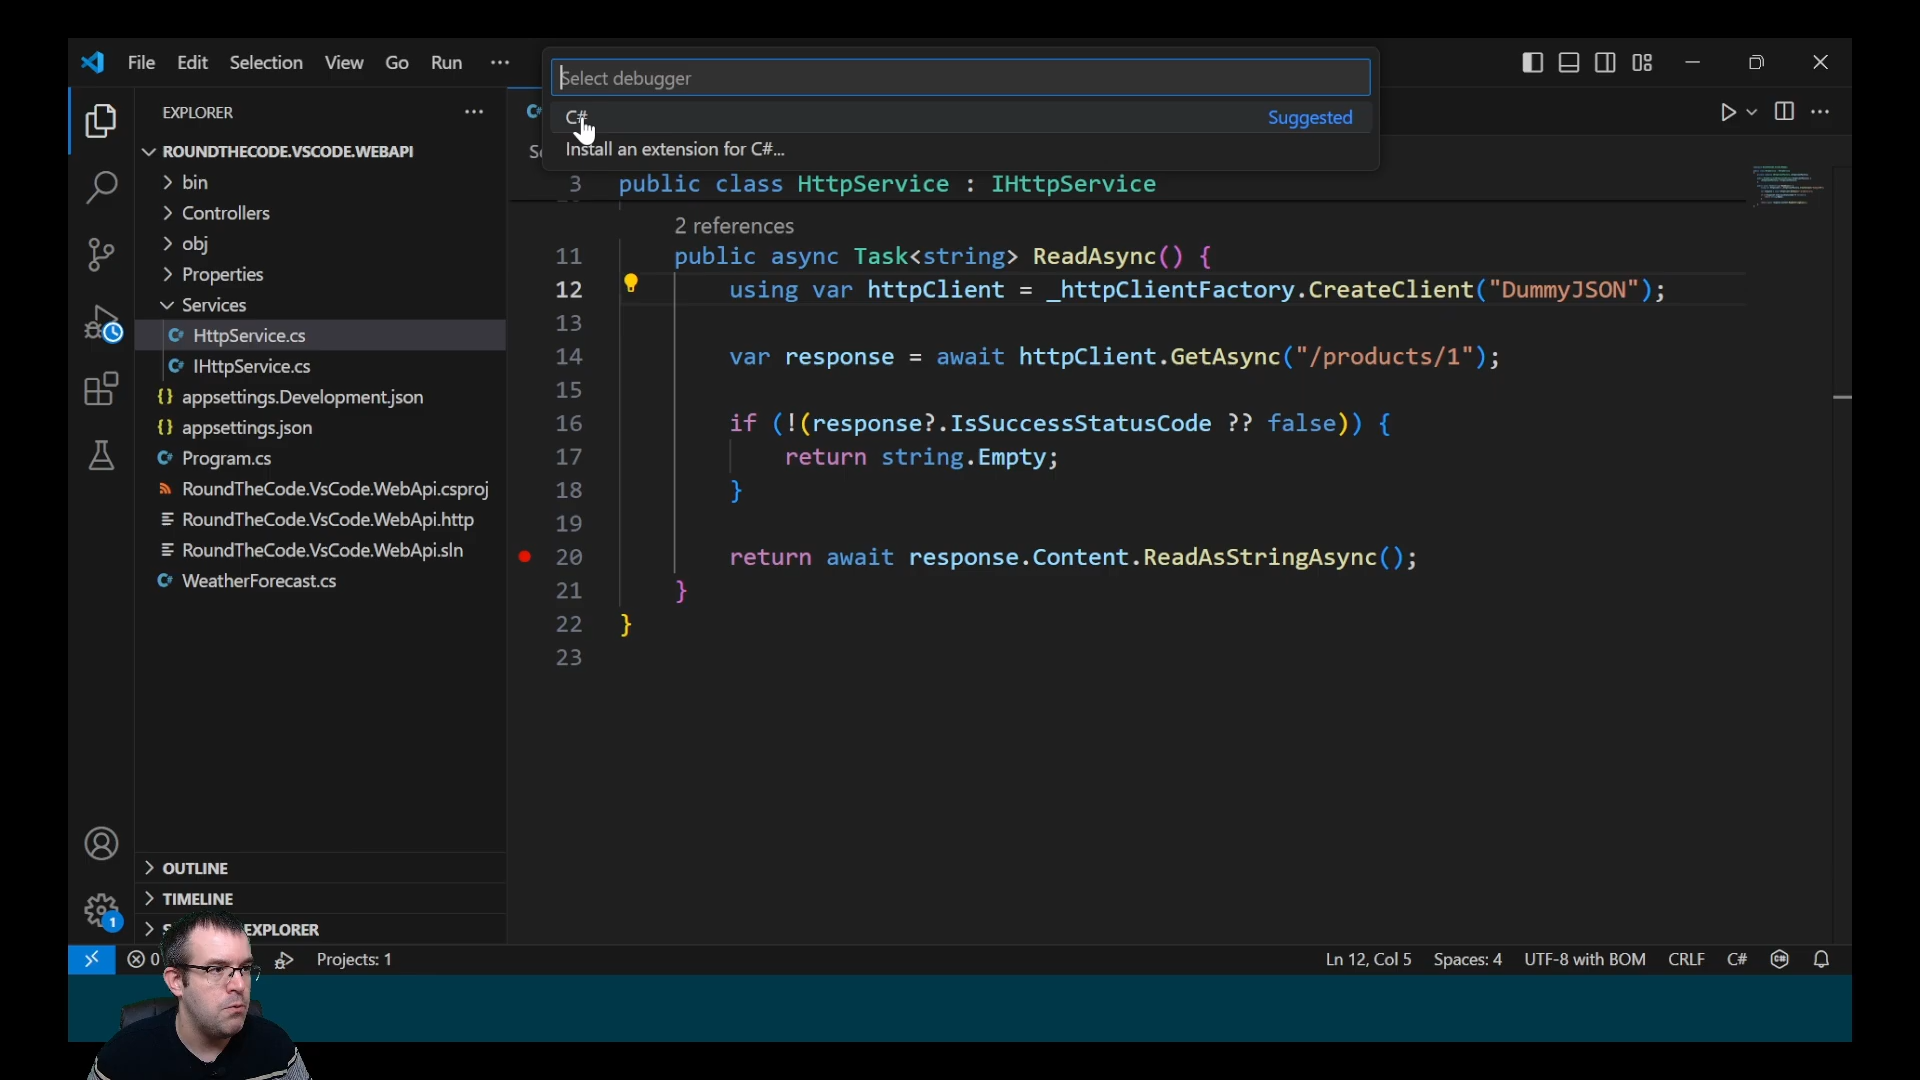 File Edit Selection View Go Run ...
Select debugger
C# Suggested
Install an extension for C#...
EXPLORER
ROUNDTHECODE.VSCODE.WEBAPI
bin
Controllers
obj
Properties
Services
HttpService.cs
IHttpService.cs
appsettings.Development.json
appsettings.json
Program.cs
RoundTheCode.VsCode.WebApi.csproj
RoundTheCode.VsCode.WebApi.http
RoundTheCode.VsCode.WebApi.sln
WeatherForecast.cs
OUTLINE
TIMELINE
EXPLORER
3 public class HttpService : IHttpService
2 references
11 public async Task<string> ReadAsync() {
12 using var httpClient = _httpClientFactory.CreateClient("DummyJSON");
13
14 var response = await httpClient.GetAsync("/products/1");
15
16 if (!(response?.IsSuccessStatusCode ?? false)) {
17 return string.Empty;
18 }
19
20 return await response.Content.ReadAsStringAsync();
21 }
22 }
23
1
0 Projects: 1 Ln 12, Col 5 Spaces: 4 UTF-8 with BOM CRLF C#